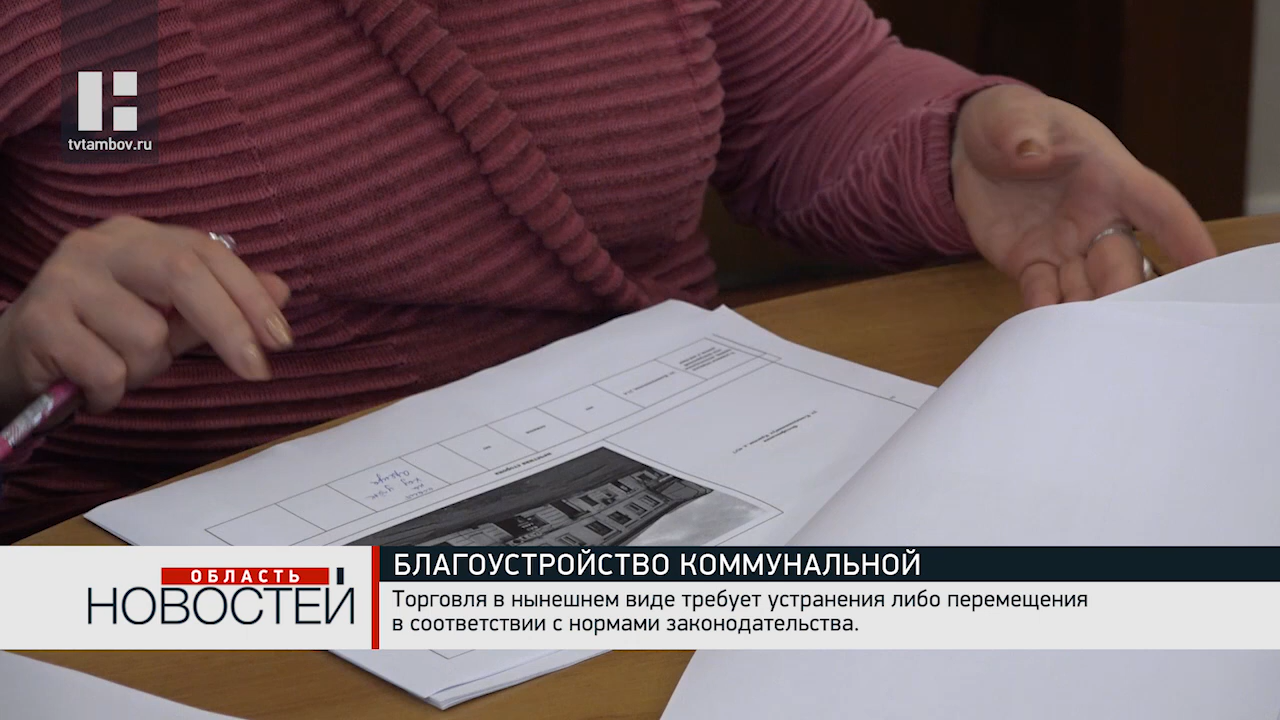 tvtambov.ru
ОБЛАСТЬ
НОВОСТЕЙ
БЛАГОУСТРОЙСТВО КОММУНАЛЬНОЙ
Торговля в нынешнем виде требует устранения либо перемещения
в соответствии с нормами законодательства.